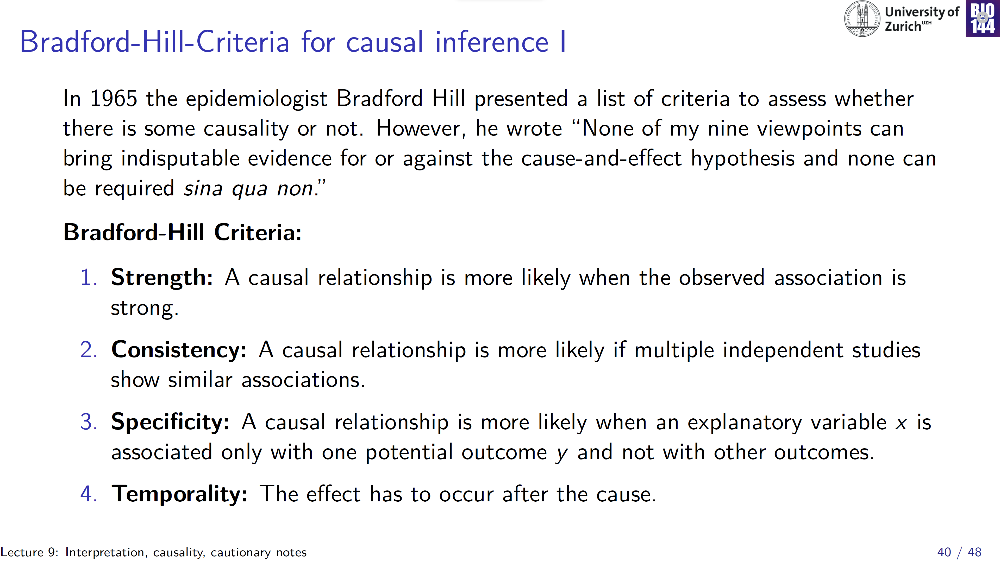 University of
Zurich UZH
BIO
144
Bradford-Hill-Criteria for causal inference I
In 1965 the epidemiologist Bradford Hill presented a list of criteria to assess whether
there is some causality or not. However, he wrote “None of my nine viewpoints can
bring indisputable evidence for or against the cause-and-effect hypothesis and none can
be required sina qua non.”
Bradford-Hill Criteria:
1. Strength: A causal relationship is more likely when the observed association is
strong.
2. Consistency: A causal relationship is more likely if multiple independent studies
show similar associations.
3. Specificity: A causal relationship is more likely when an explanatory variable x is
associated only with one potential outcome y and not with other outcomes.
4. Temporality: The effect has to occur after the cause.
Lecture 9: Interpretation, causality, cautionary notes
40 / 48